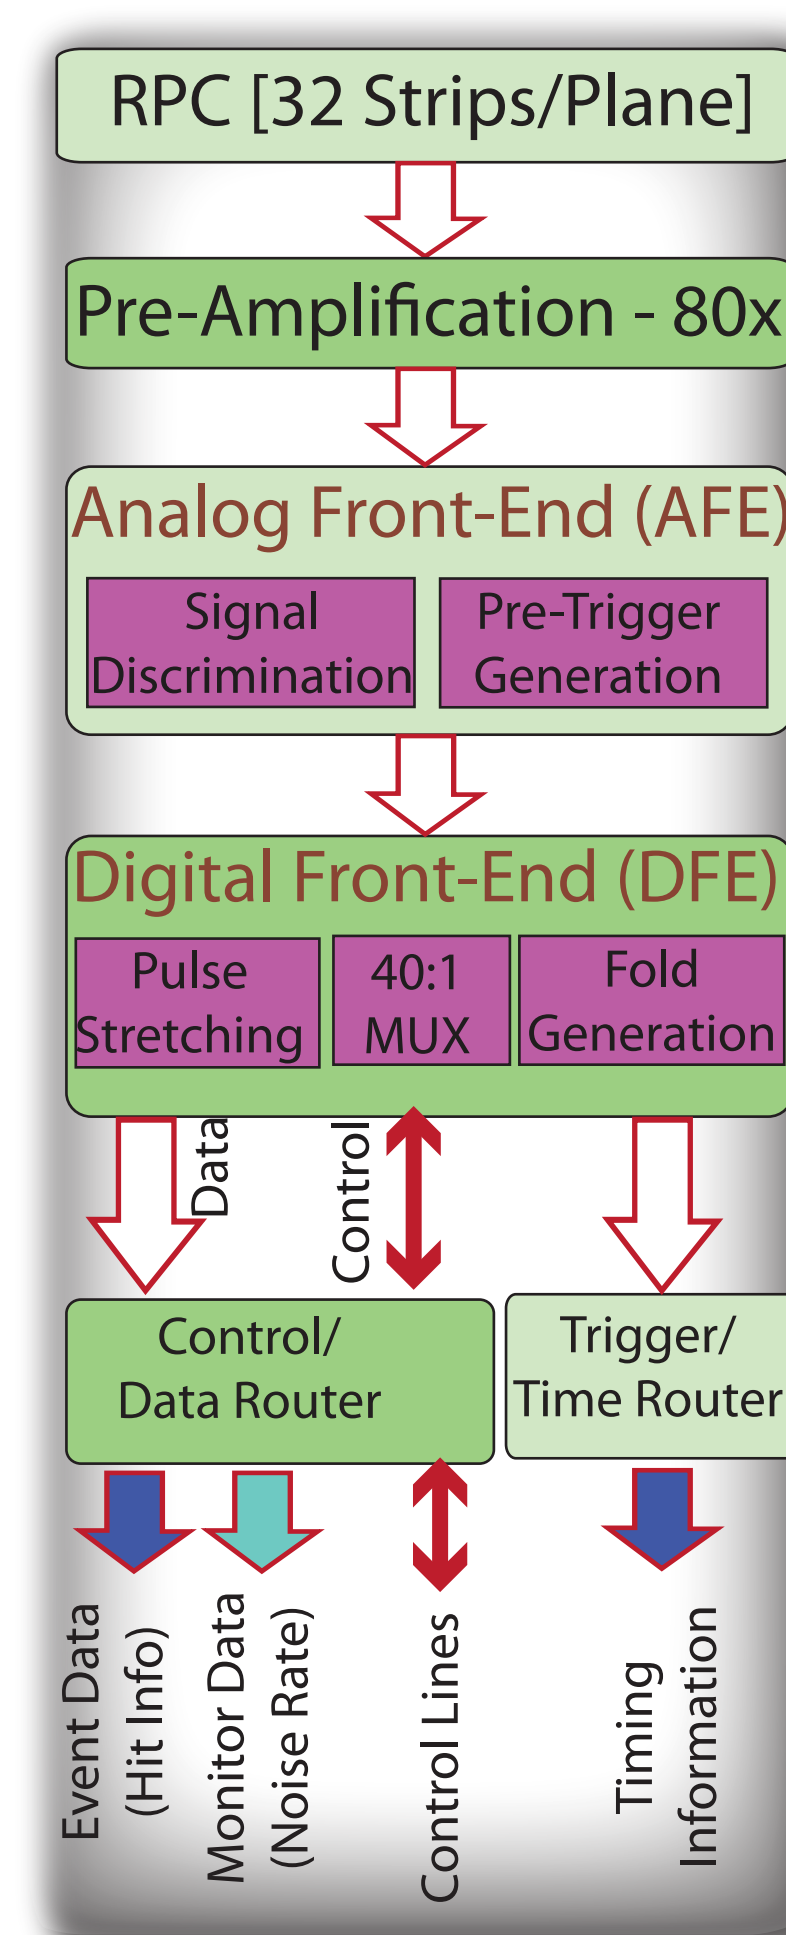 RPC [32 Strips/Plane]
Pre-Amplification - 80x
Analog Front-End (AFE)
Signal
Discrimination
Pre-Trigger
Generation
Digital Front-End (DFE)
Pulse
Stretching
40:1
MUX
Fold
Generation
Data
Control
Control/
Data Router
Trigger/
Time Router
Event Data
(Hit Info)
Monitor Data
(Noise Rate)
Control Lines
Timing
Information